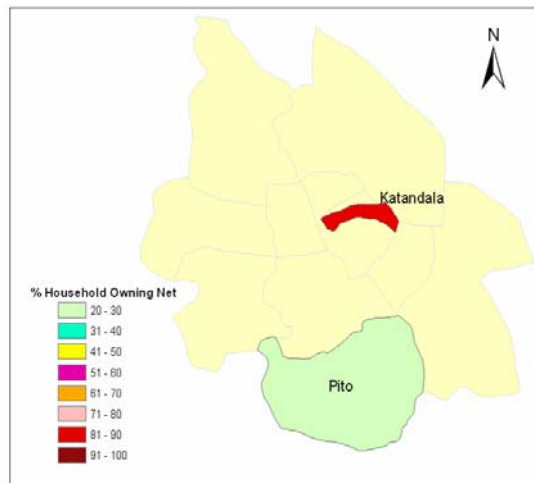 N
Katandala
% Household Owning Net
20 - 30
31 - 40
41 - 50
51 - 60
61 - 70
71 - 80
81 - 90
91 - 100
Pito